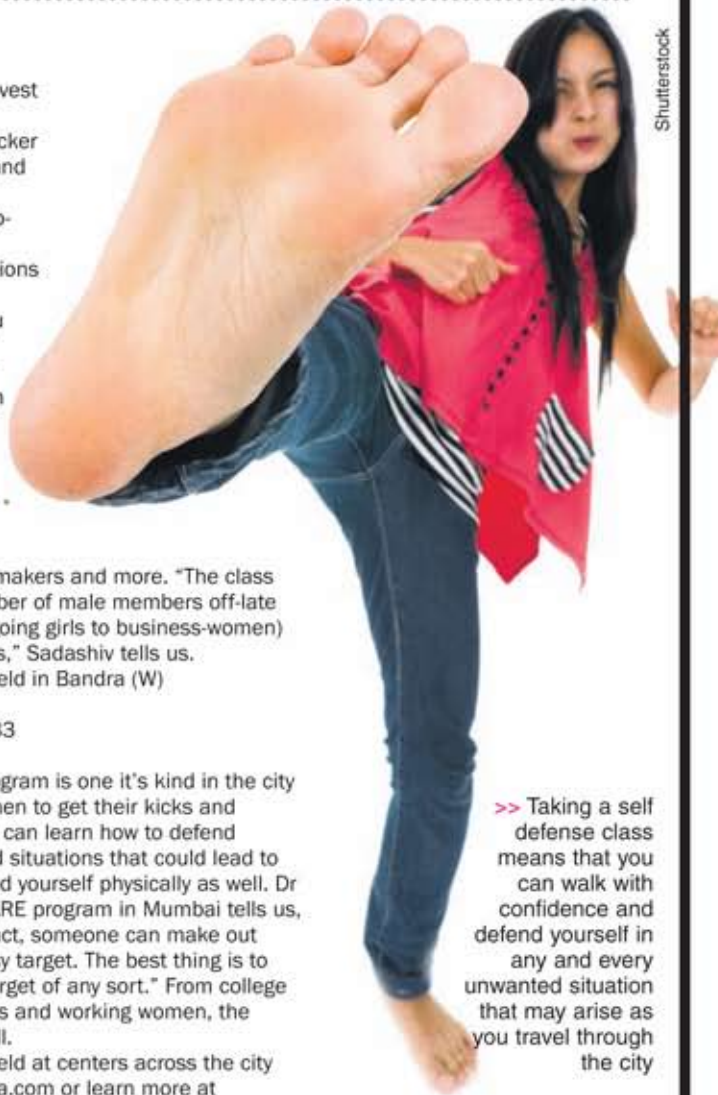 Shutterstock
vest
cker
nd
o-
ions
makers and more. “The class
ber of male members off-late
oing girls to business-women)
s,” Sadashiv tells us.
eld in Bandra (W)
33
gram is one it’s kind in the city
nen to get their kicks and
can learn how to defend
d situations that could lead to
d yourself physically as well. Dr
ARE program in Mumbai tells us,
ct, someone can make out
y target. The best thing is to
rget of any sort.” From college
s and working women, the
ll.
eld at centers across the city
a.com or learn more at
>> Taking a self
defense class
means that you
can walk with
confidence and
defend yourself in
any and every
unwanted situation
that may arise as
you travel through
the city